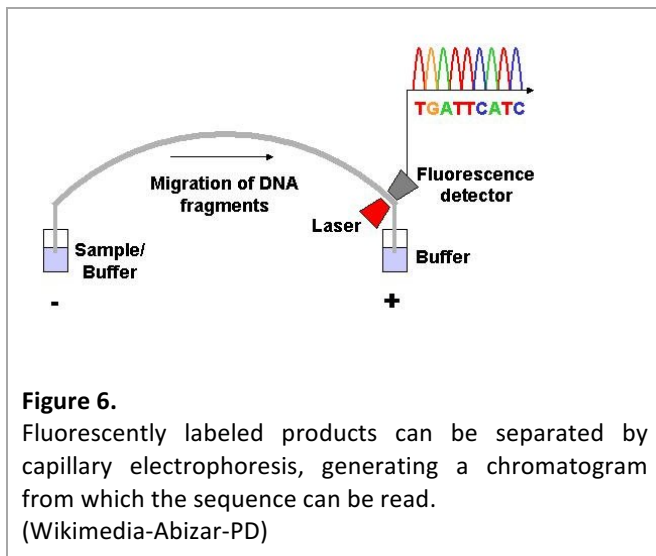 TGATTCATC
Fluorescence
detector
Migration of DNA
fragments
Laser
Sample/
Buffer
Buffer
-
+
Figure 6.
Fluorescently labeled products can be separated by
capillary electrophoresis, generating a chromatogram
from which the sequence can be read.
(Wikimedia-Abizar-PD)